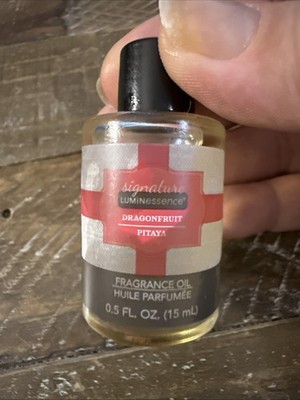 signature
LUMINessence®
DRAGONFRUIT
PITAYA
FRAGRANCE OIL
HUILE PARFUMÉE
0.5 FL. OZ. (15 mL)